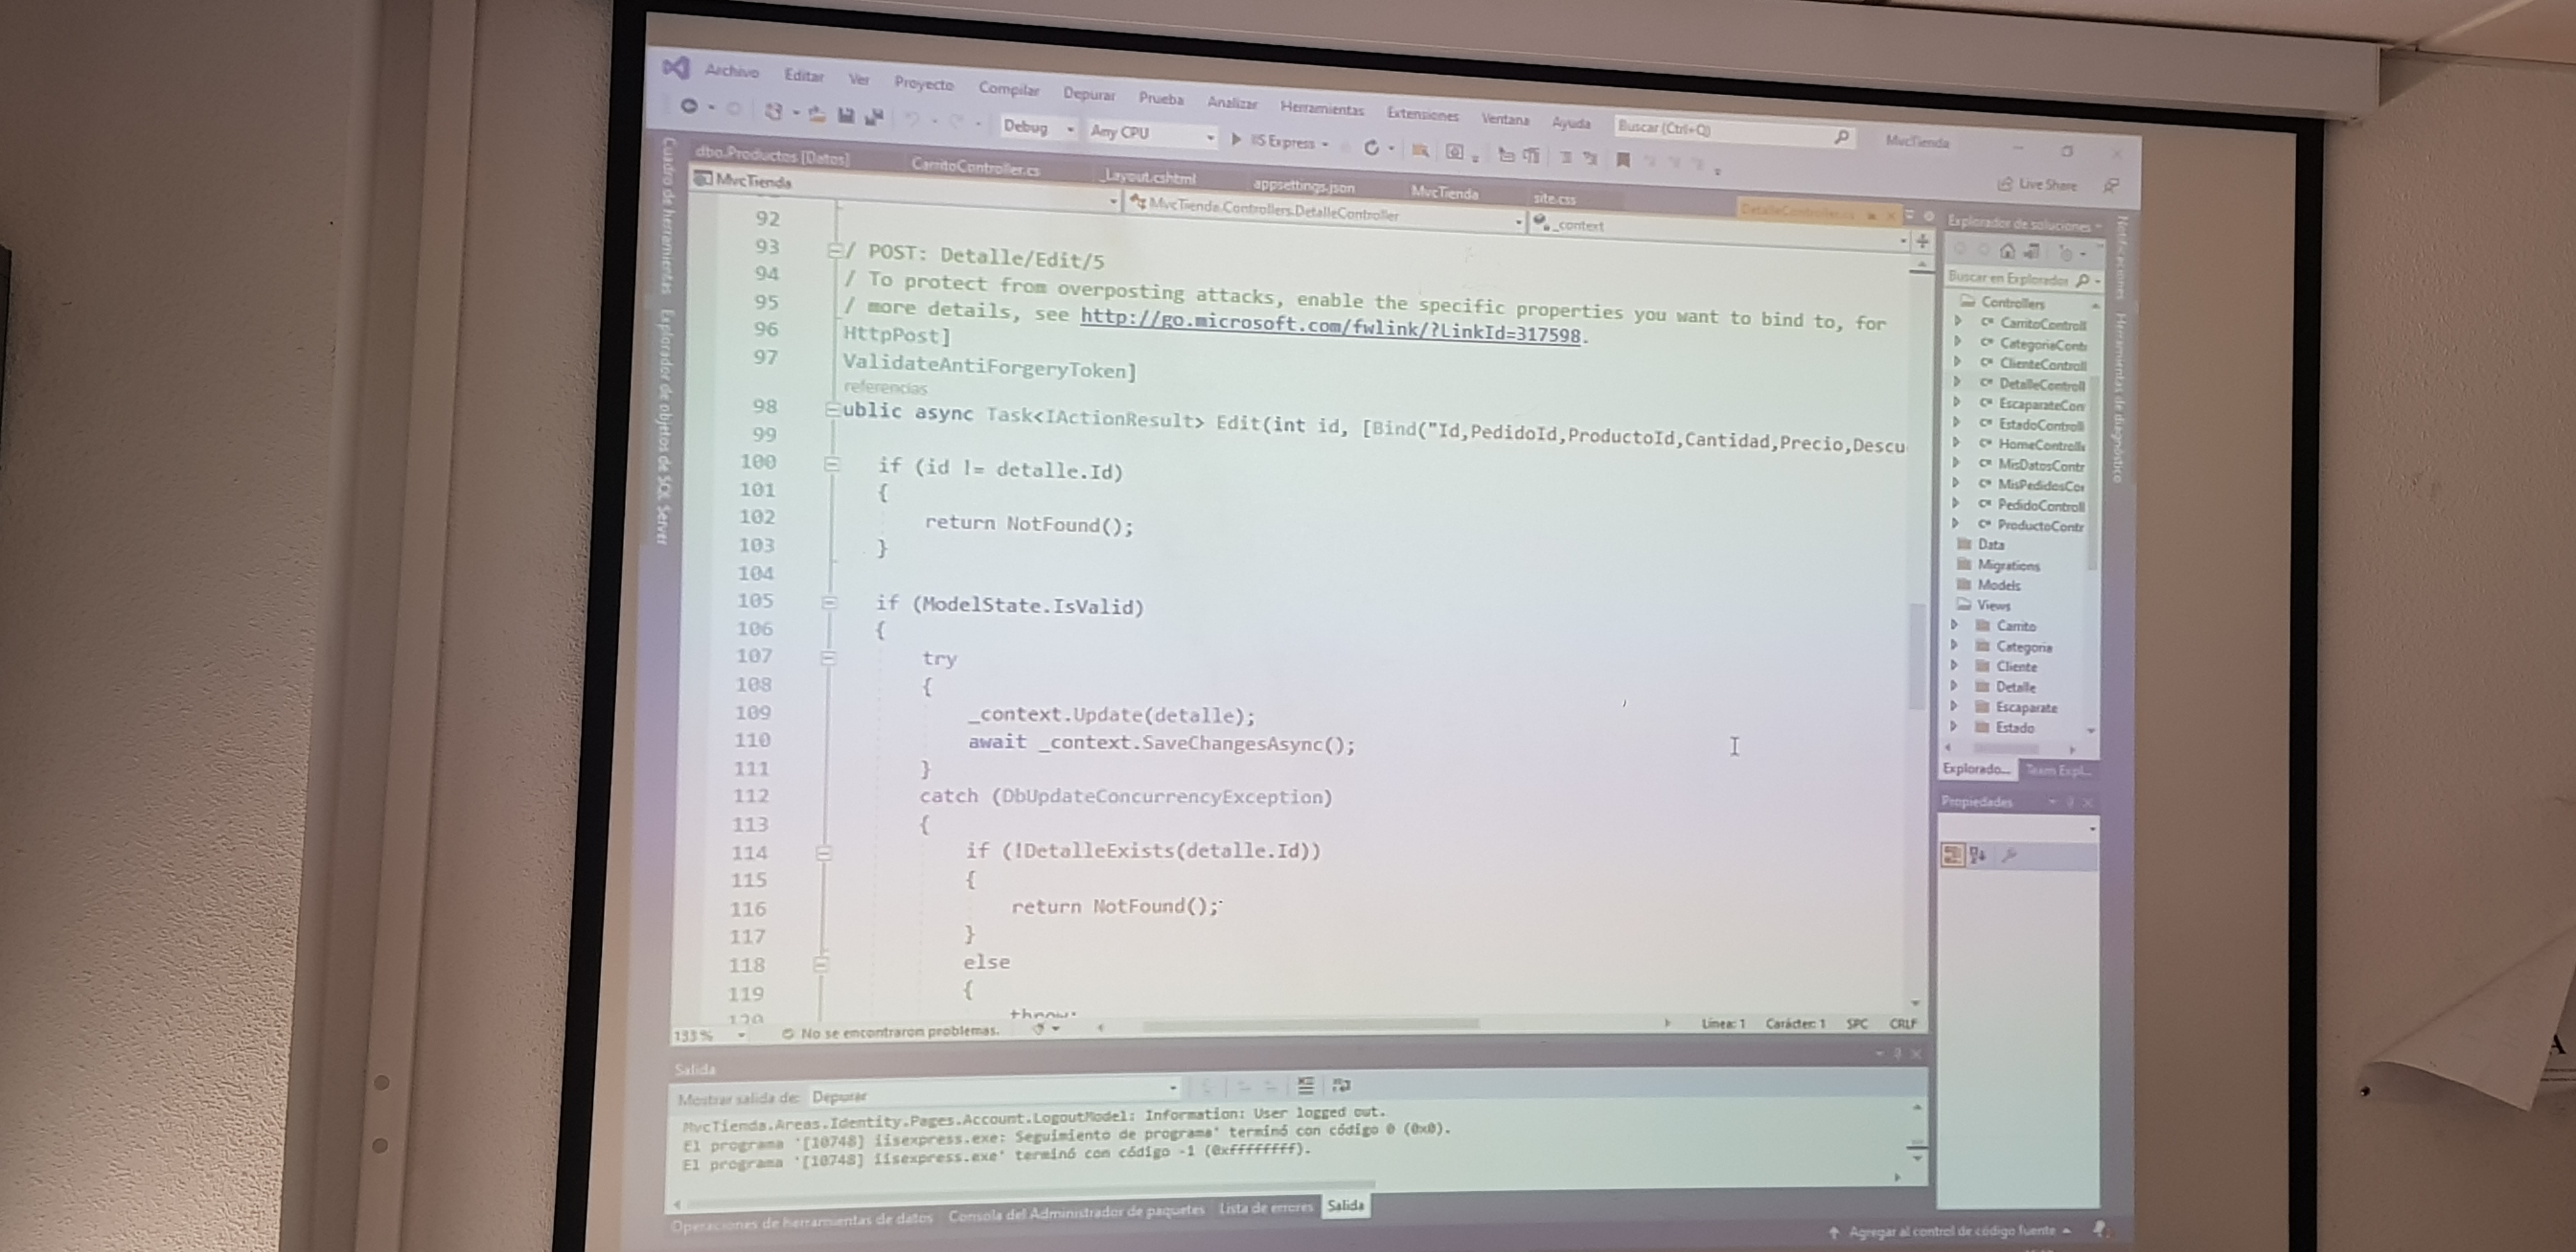 Archivo Editar Ver Proyecto Compilar Depurar Prueba Analizar Herramientas Extensiones Ventana Ayuda Buscar (Ctrl+Q) MvcTienda
Debug Any CPU IIS Express Live Share
dbo.Productos [Datos] CarritoController.cs _Layout.cshtml appsettings.json MvcTienda site.css DetalleController.cs
MvcTienda MvcTienda.Controllers.DetalleController _context
Cuadro de herramientas Explorador de objetos de SQL Server
92
93 / POST: Detalle/Edit/5
94 / To protect from overposting attacks, enable the specific properties you want to bind to, for
95 / more details, see http://go.microsoft.com/fwlink/?LinkId=317598.
96 HttpPost]
97 ValidateAntiForgeryToken]
referencias
98 ublic async Task<IActionResult> Edit(int id, [Bind("Id,PedidoId,ProductoId,Cantidad,Precio,Descu
99
100 if (id != detalle.Id)
101 {
102 return NotFound();
103 }
104
105 if (ModelState.IsValid)
106 {
107 try
108 {
109 _context.Update(detalle);
110 await _context.SaveChangesAsync();
111 }
112 catch (DbUpdateConcurrencyException)
113 {
114 if (!DetalleExists(detalle.Id))
115 {
116 return NotFound();
117 }
118 else
119 {
120 throw;
133 % No se encontraron problemas. Línea: 1 Carácter: 1 SPC CRLF
Salida
Mostrar salida de: Depurar
MvcTienda.Areas.Identity.Pages.Account.LogoutModel: Information: User logged out.
El programa '[10748] iisexpress.exe: Seguimiento de programa' terminó con código 0 (0x0).
El programa '[10748] iisexpress.exe' terminó con código -1 (0xffffffff).
Operaciones de herramientas de datos Consola del Administrador de paquetes Lista de errores Salida
Explorador de soluciones
Buscar en Explorador
Controllers
C# CarritoControll
C# CategoriaContr
C# ClienteControll
C# DetalleControll
C# EscaparateCon
C# EstadoControll
C# HomeControlle
C# MisDatosContr
C# MisPedidosCor
C# PedidoControll
C# ProductoContr
Data
Migrations
Models
Views
Carrito
Categoria
Cliente
Detalle
Escaparate
Estado
Explorado... Team Expl...
Propiedades
Notificaciones Herramientas de diagnóstico
Agregar al control de código fuente
A